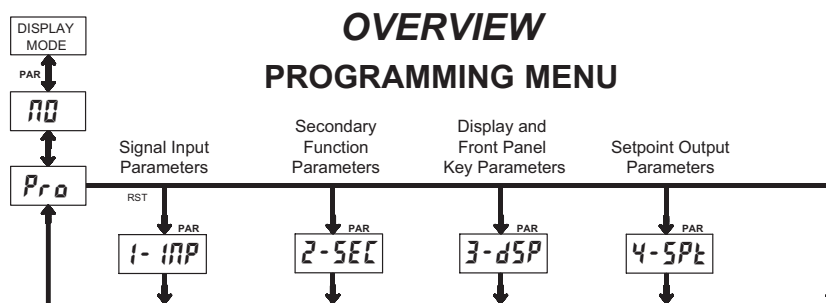 OVERVIEW
PROGRAMMING MENU
DISPLAY
MODE
PAR
NO
Pro
Signal Input
Parameters
Secondary
Function
Parameters
Display and
Front Panel
Key Parameters
Setpoint Output
Parameters
RST
PAR
PAR
PAR
PAR
1-INP
2-SEC
3-dSP
4-SPt